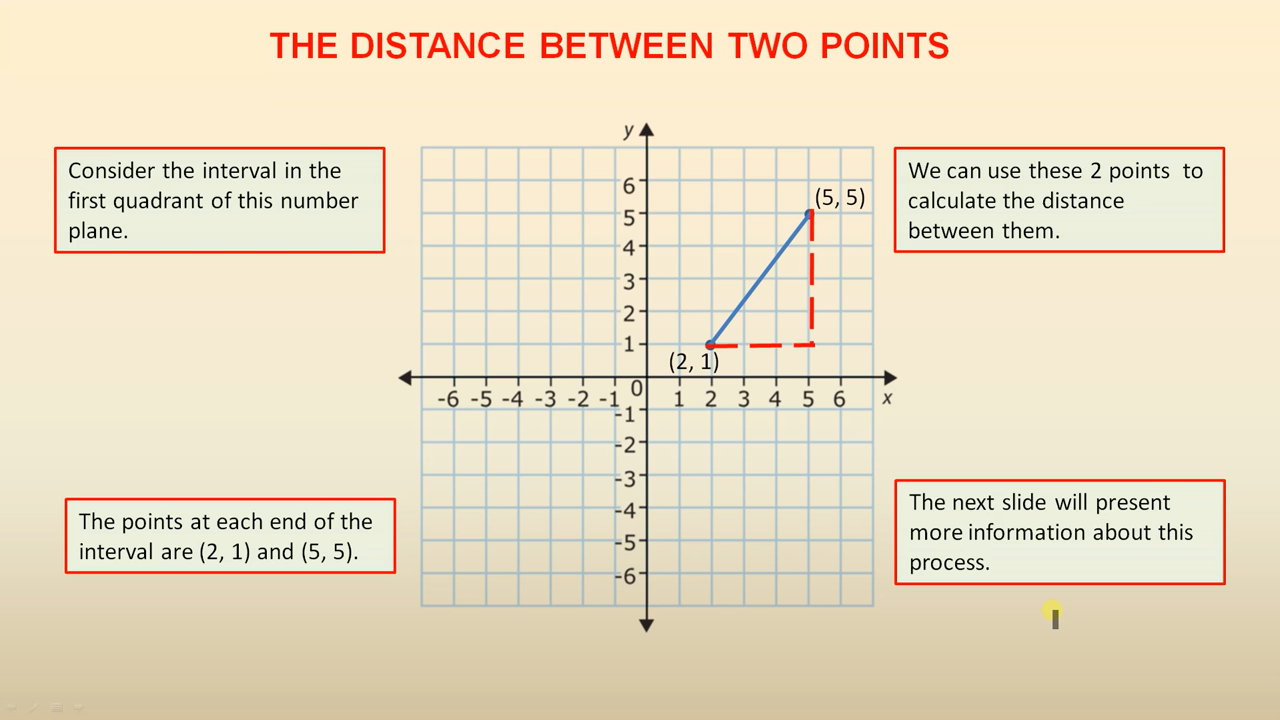 THE DISTANCE BETWEEN TWO POINTS
Consider the interval in the
first quadrant of this number
plane.
We can use these 2 points to
calculate the distance
between them.
y
6
5
4
3
2
1
(5, 5)
(2, 1)
-6 -5 -4 -3 -2 -1 0 1 2 3 4 5 6 x
-1
-2
-3
-4
-5
-6
The points at each end of the
interval are (2, 1) and (5, 5).
The next slide will present
more information about this
process.